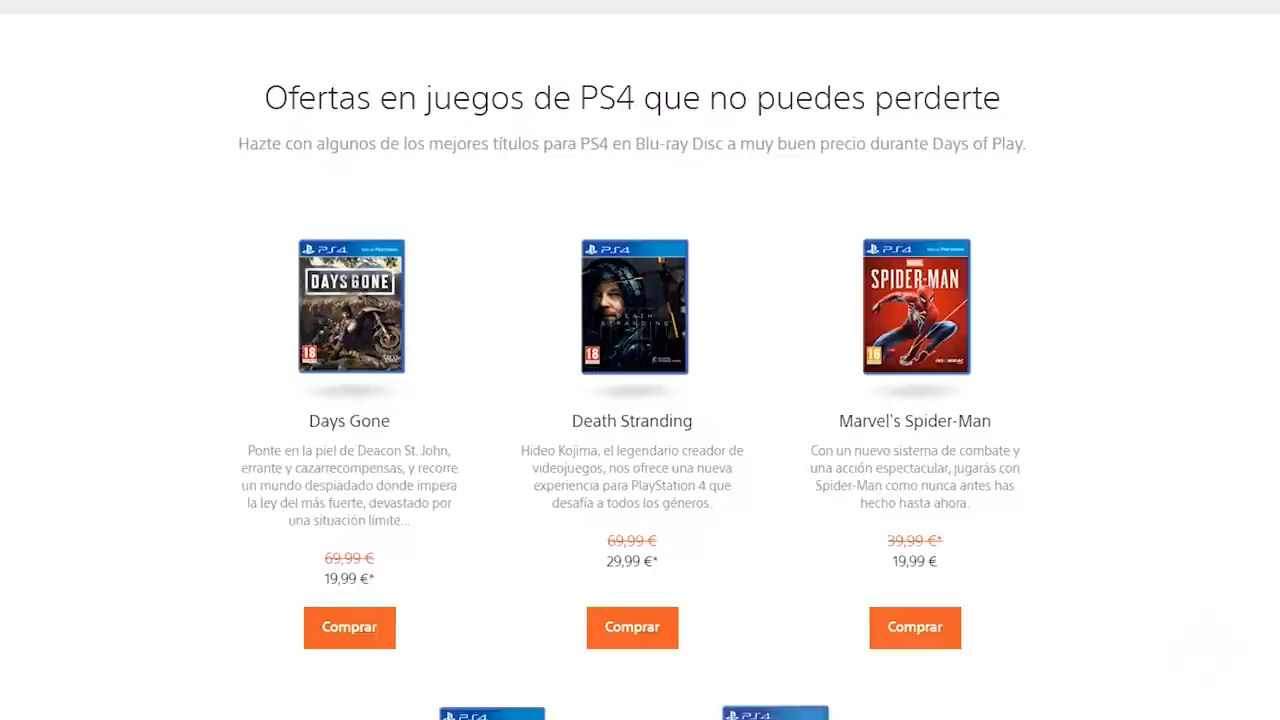 Ofertas en juegos de PS4 que no puedes perderte
Hazte con algunos de los mejores títulos para PS4 en Blu-ray Disc a muy buen precio durante Days of Play.
PS4
DAYS GONE
18
Days Gone
Ponte en la piel de Deacon St. John,
errante y cazarrecompensas, y recorre
un mundo despiadado donde impera
la ley del más fuerte, devastado por
una situación límite...
69,99 €
19,99 €*
Comprar
PS4
DEATH
STRANDING
18
Death Stranding
Hideo Kojima, el legendario creador de
videojuegos, nos ofrece una nueva
experiencia para PlayStation 4 que
desafía a todos los géneros.
69,99 €
29,99 €*
Comprar
PS4
MARVEL
SPIDER-MAN
16
Marvel's Spider-Man
Con un nuevo sistema de combate y
una acción espectacular, jugarás con
Spider-Man como nunca antes has
hecho hasta ahora.
39,99 €*
19,99 €
Comprar
PS4
PS4